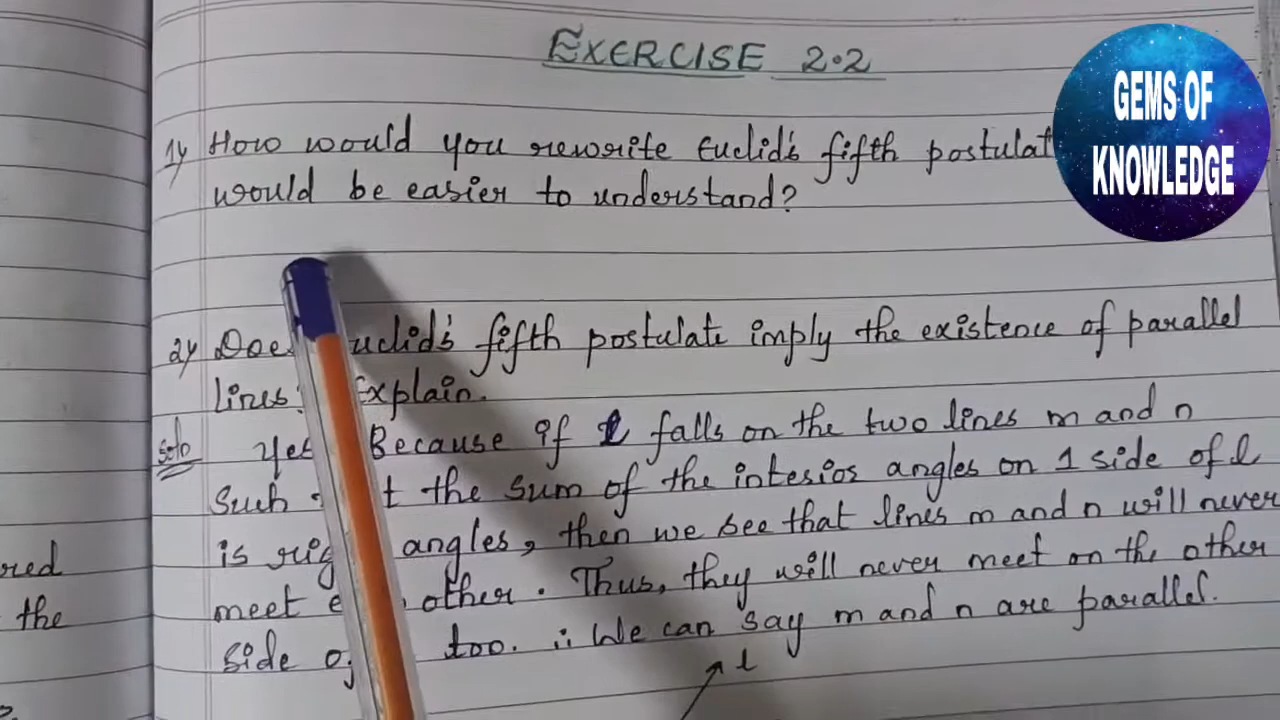 EXERCISE 2.2
1) How would you rewrite Euclid's fifth postulat
would be easier to understand?
2) Doe uclid's fifth postulate imply the existence of parallel
lines? Explain.
Soln Yes Because if l falls on the two lines m and n
Such t the sum of the interior angles on 1 side of l
is rig angles, then we see that lines m and n will never
meet e other. Thus, they will never meet on the other
side of too. ∴ We can say m and n are parallel.
l
red
the
GEMS OF
KNOWLEDGE